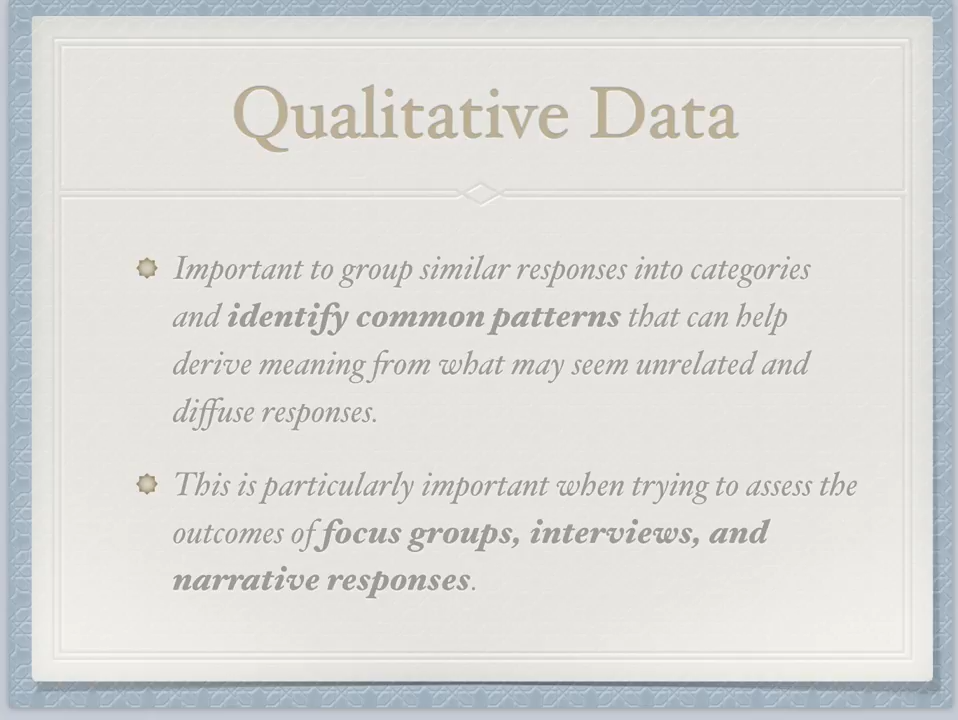 Qualitative Data
Important to group similar responses into categories
and identify common patterns that can help
derive meaning from what may seem unrelated and
diffuse responses.
This is particularly important when trying to assess the
outcomes of focus groups, interviews, and
narrative responses.